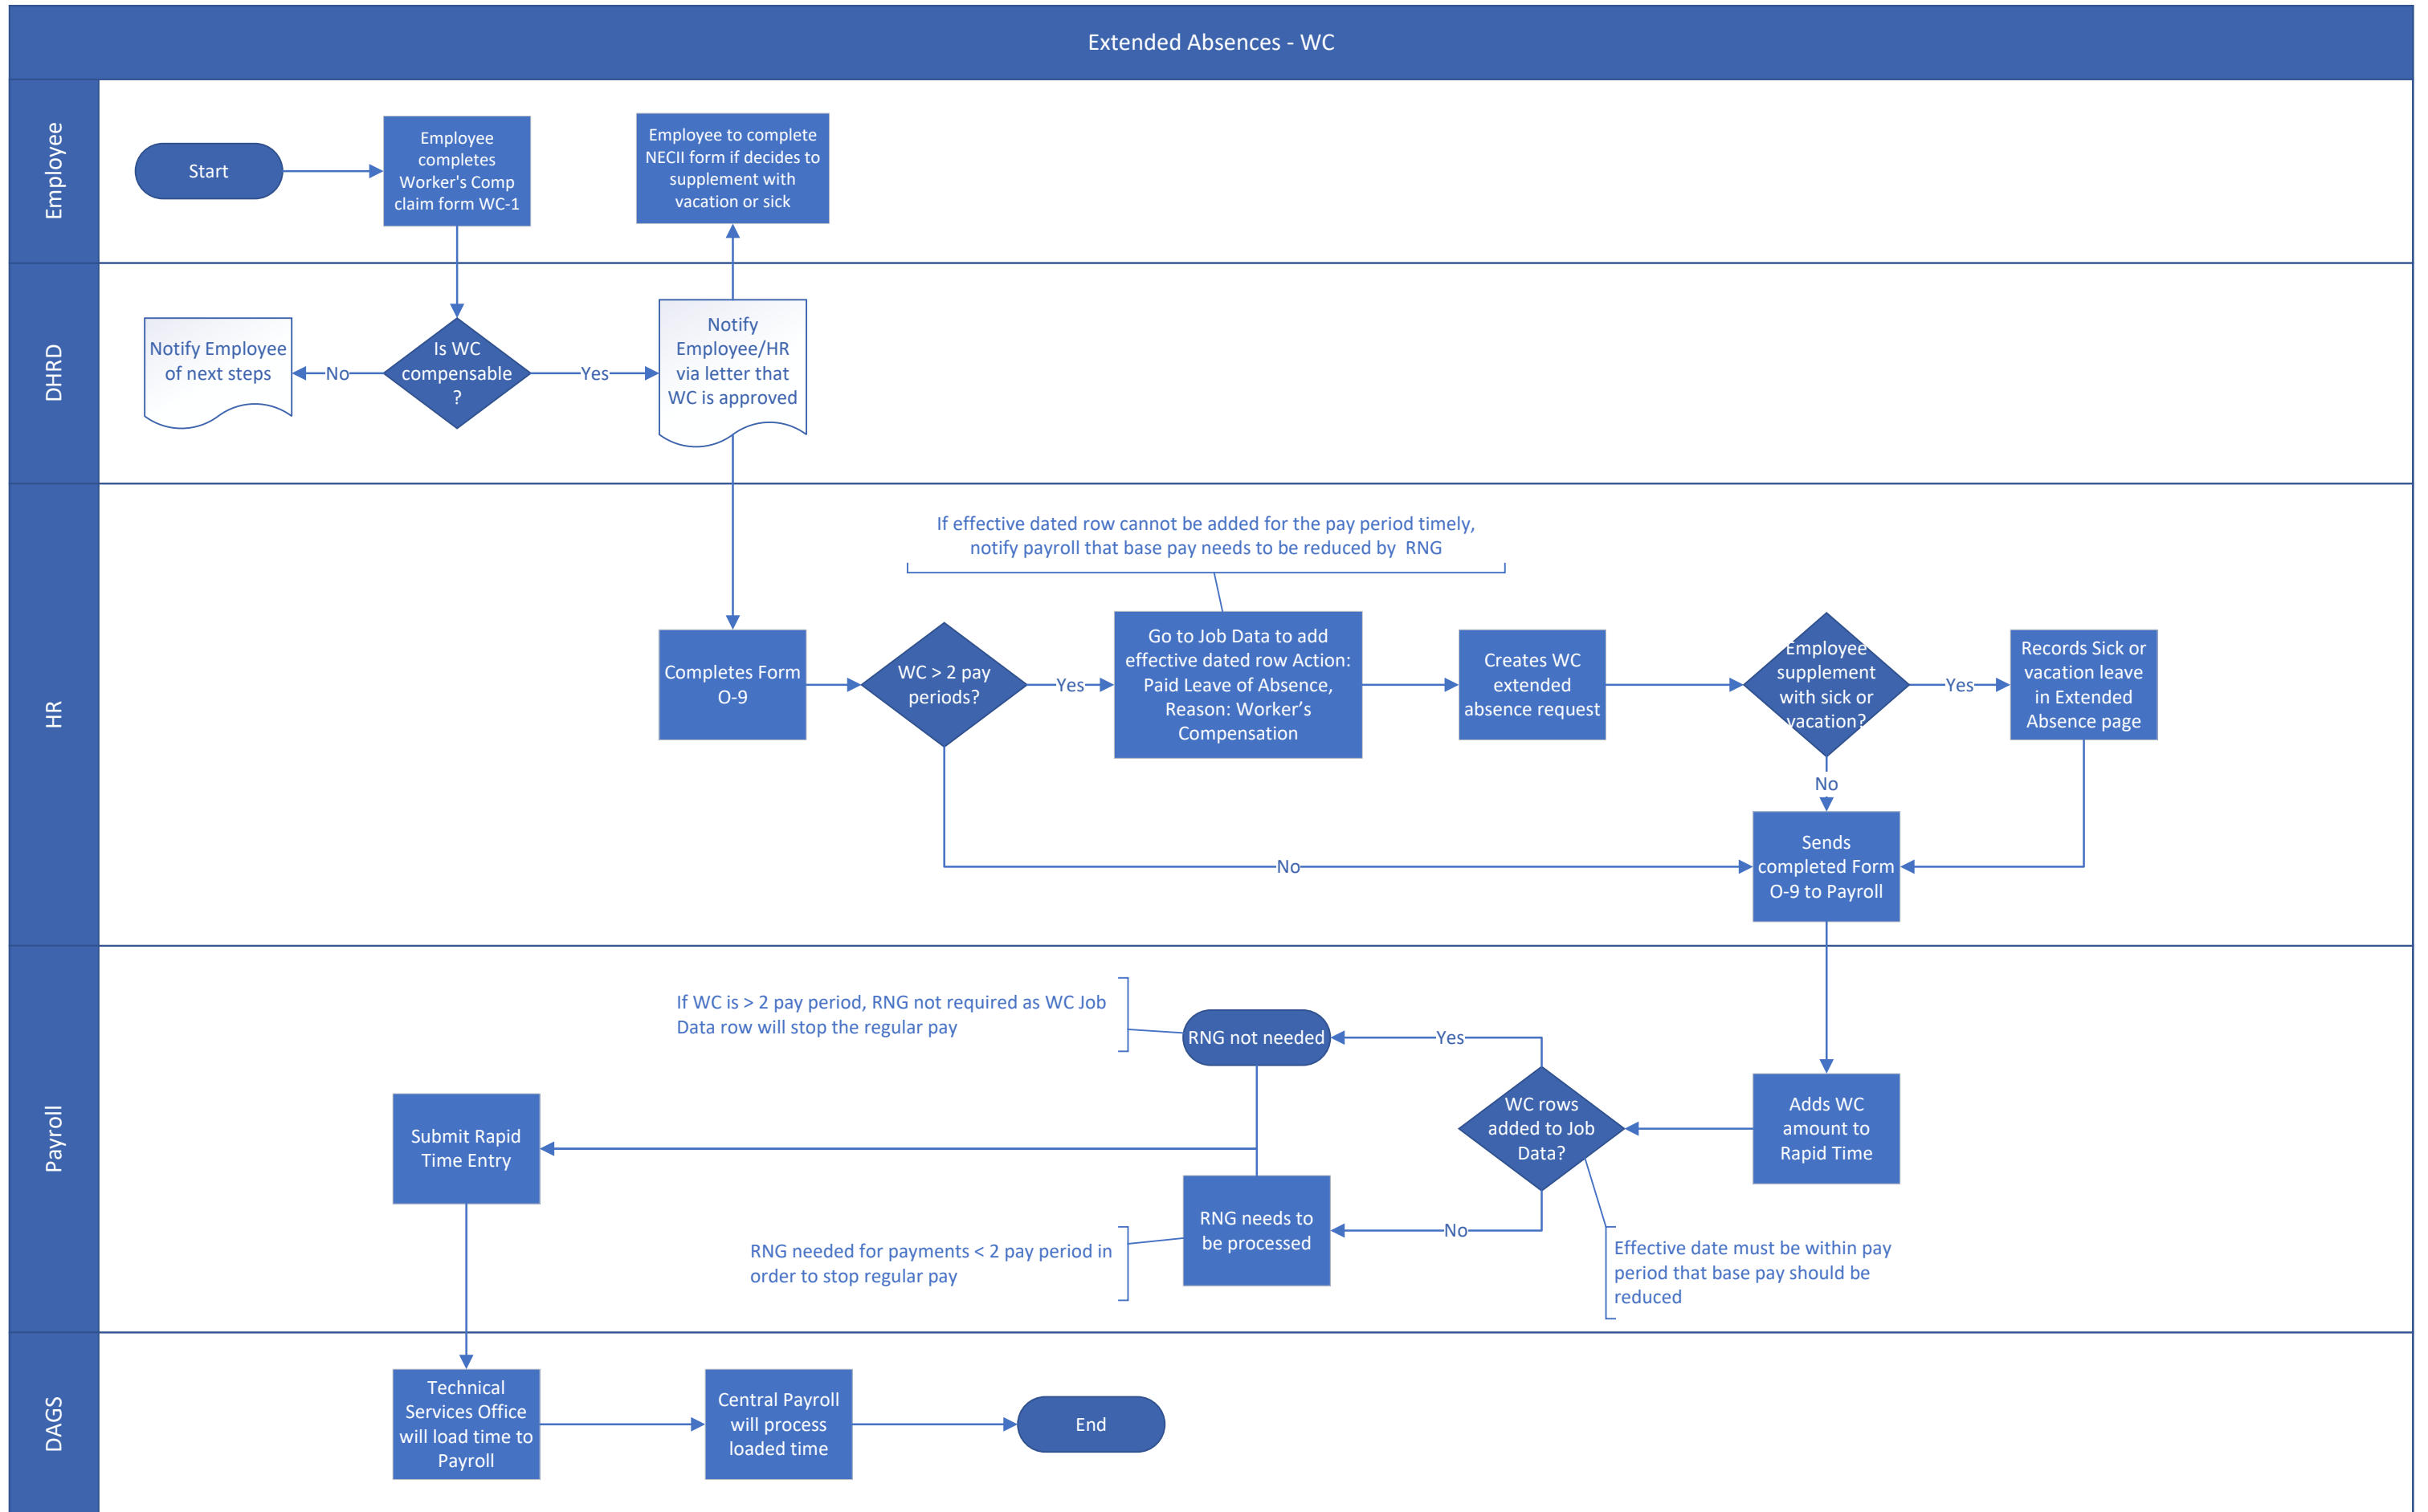 Extended Absences - WC
Employee
Start
Employee
completes
Worker's Comp
claim form WC-1
Employee to complete
NECII form if decides to
supplement with
vacation or sick
DHRD
Notify Employee
of next steps
No
Is WC
compensable
?
Yes
Notify
Employee/HR
via letter that
WC is approved
HR
If effective dated row cannot be added for the pay period timely,
notify payroll that base pay needs to be reduced by RNG
Completes Form
O-9
WC > 2 pay
periods?
Yes
Go to Job Data to add
effective dated row Action:
Paid Leave of Absence,
Reason: Worker’s
Compensation
Creates WC
extended
absence request
Employee
supplement
with sick or
vacation?
Yes
Records Sick or
vacation leave
in Extended
Absence page
No
No
Sends
completed Form
O-9 to Payroll
Payroll
If WC is > 2 pay period, RNG not required as WC Job
Data row will stop the regular pay
RNG not needed
Yes
Submit Rapid
Time Entry
WC rows
added to Job
Data?
Adds WC
amount to
Rapid Time
RNG needed for payments < 2 pay period in
order to stop regular pay
RNG needs to
be processed
No
Effective date must be within pay
period that base pay should be
reduced
DAGS
Technical
Services Office
will load time to
Payroll
Central Payroll
will process
loaded time
End